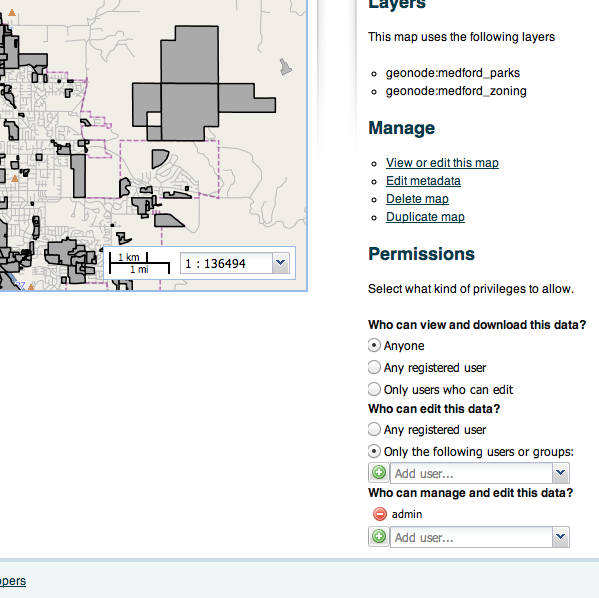 Layers
This map uses the following layers
geonode:medford_parks
geonode:medford_zoning
Manage
View or edit this map
Edit metadata
Delete map
Duplicate map
Permissions
Select what kind of privileges to allow.
Who can view and download this data?
Anyone
Any registered user
Only users who can edit
Who can edit this data?
Any registered user
Only the following users or groups:
Add user...
Who can manage and edit this data?
admin
Add user...
1 km
1 mi
1 : 136494
opers